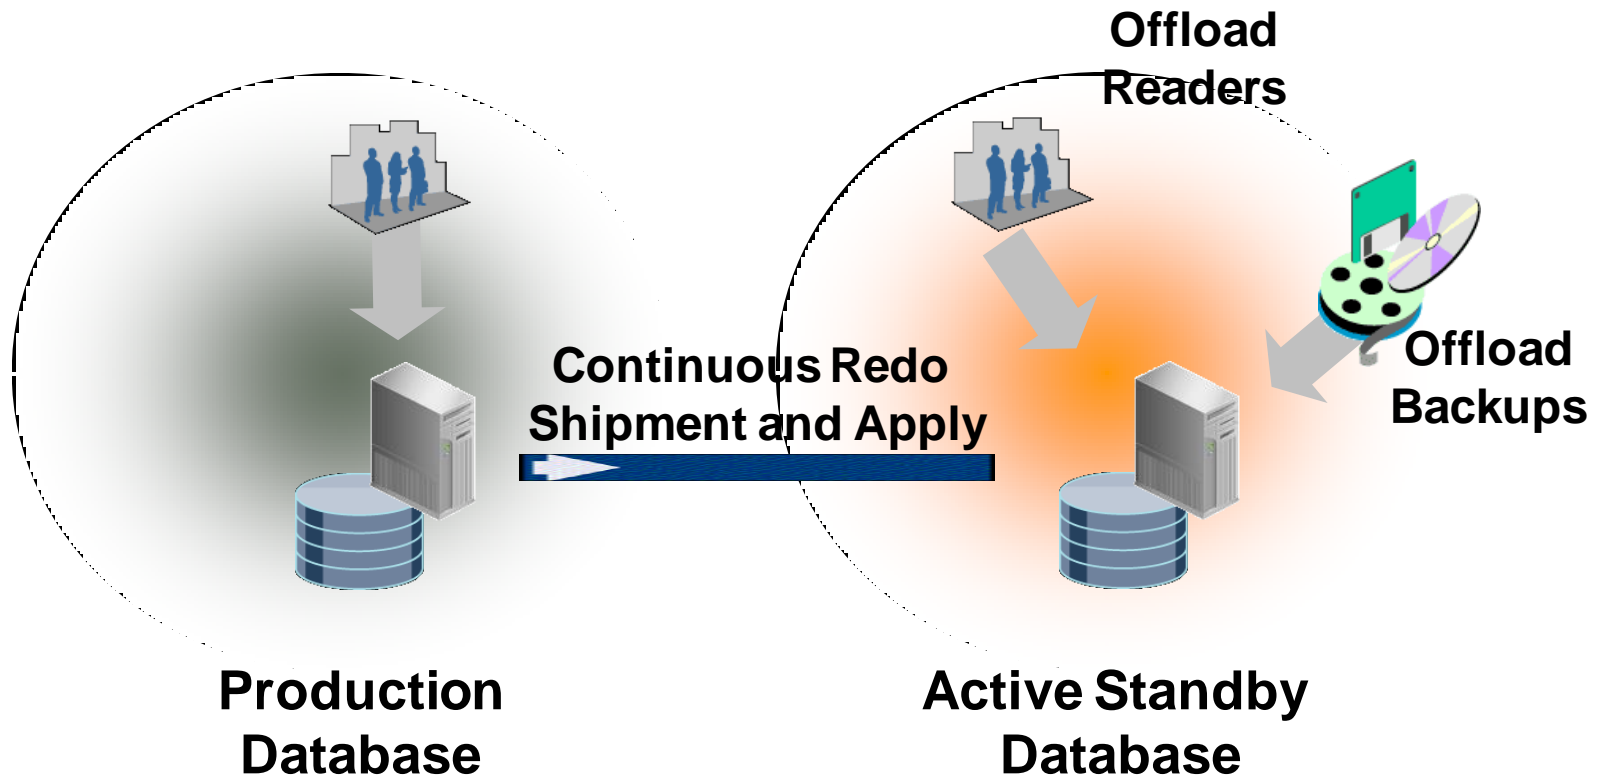 Offload
Readers
Continuous Redo
Shipment and Apply
Offload
Backups
Production
Database
Active Standby
Database